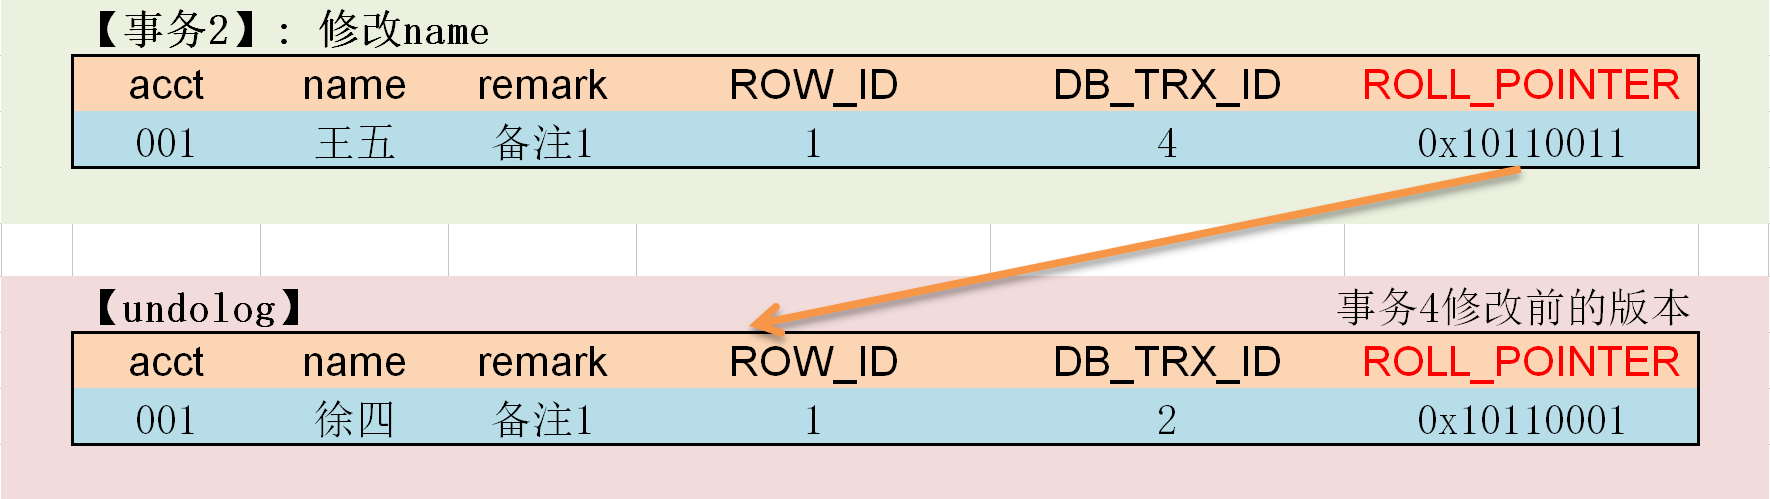 【事务2】: 修改name
acct name remark ROW_ID DB_TRX_ID ROLL_POINTER
001 王五 备注1 1 4 0x10110011
【undolog】 事务4修改前的版本
acct name remark ROW_ID DB_TRX_ID ROLL_POINTER
001 徐四 备注1 1 2 0x10110001